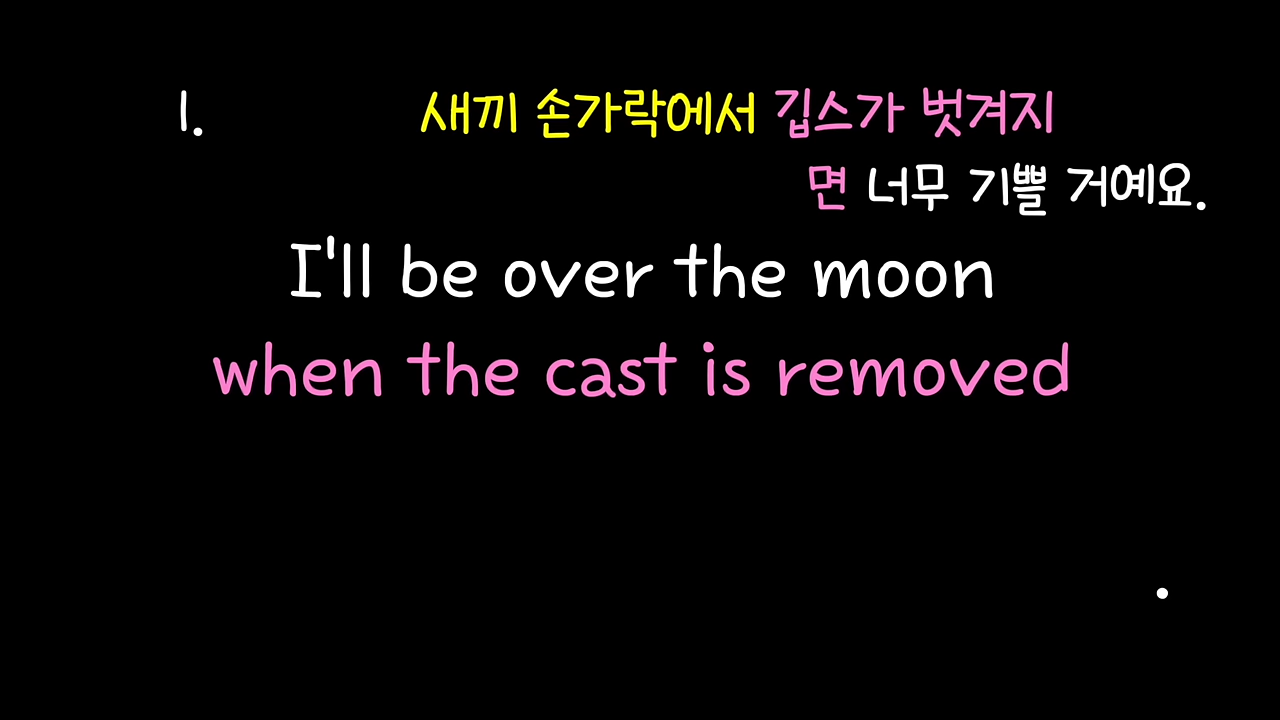 1. 새끼 손가락에서 깁스가 벗겨지
면 너무 기쁠 거예요.
I'll be over the moon
when the cast is removed
.